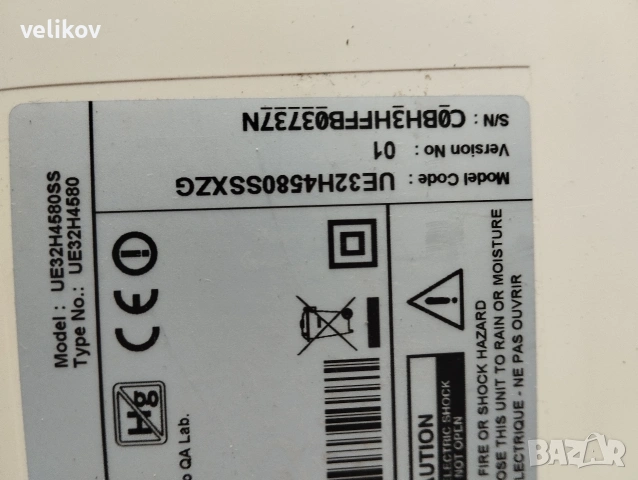 velikov
Model : UE32H4580SS
Type No.: UE32H4580
Model Code : UE32H4580SSXZG
Version No : 01
S/N : C0BH3HFFB03737N
CE
Hg
QA Lab.
AUTION
ELECTRIC SHOCK
NOT OPEN
FIRE OR SHOCK HAZARD
OSE THIS UNIT TO RAIN OR MOISTURE
LECTRIQUE - NE PAS OUVRIR
BAZAR